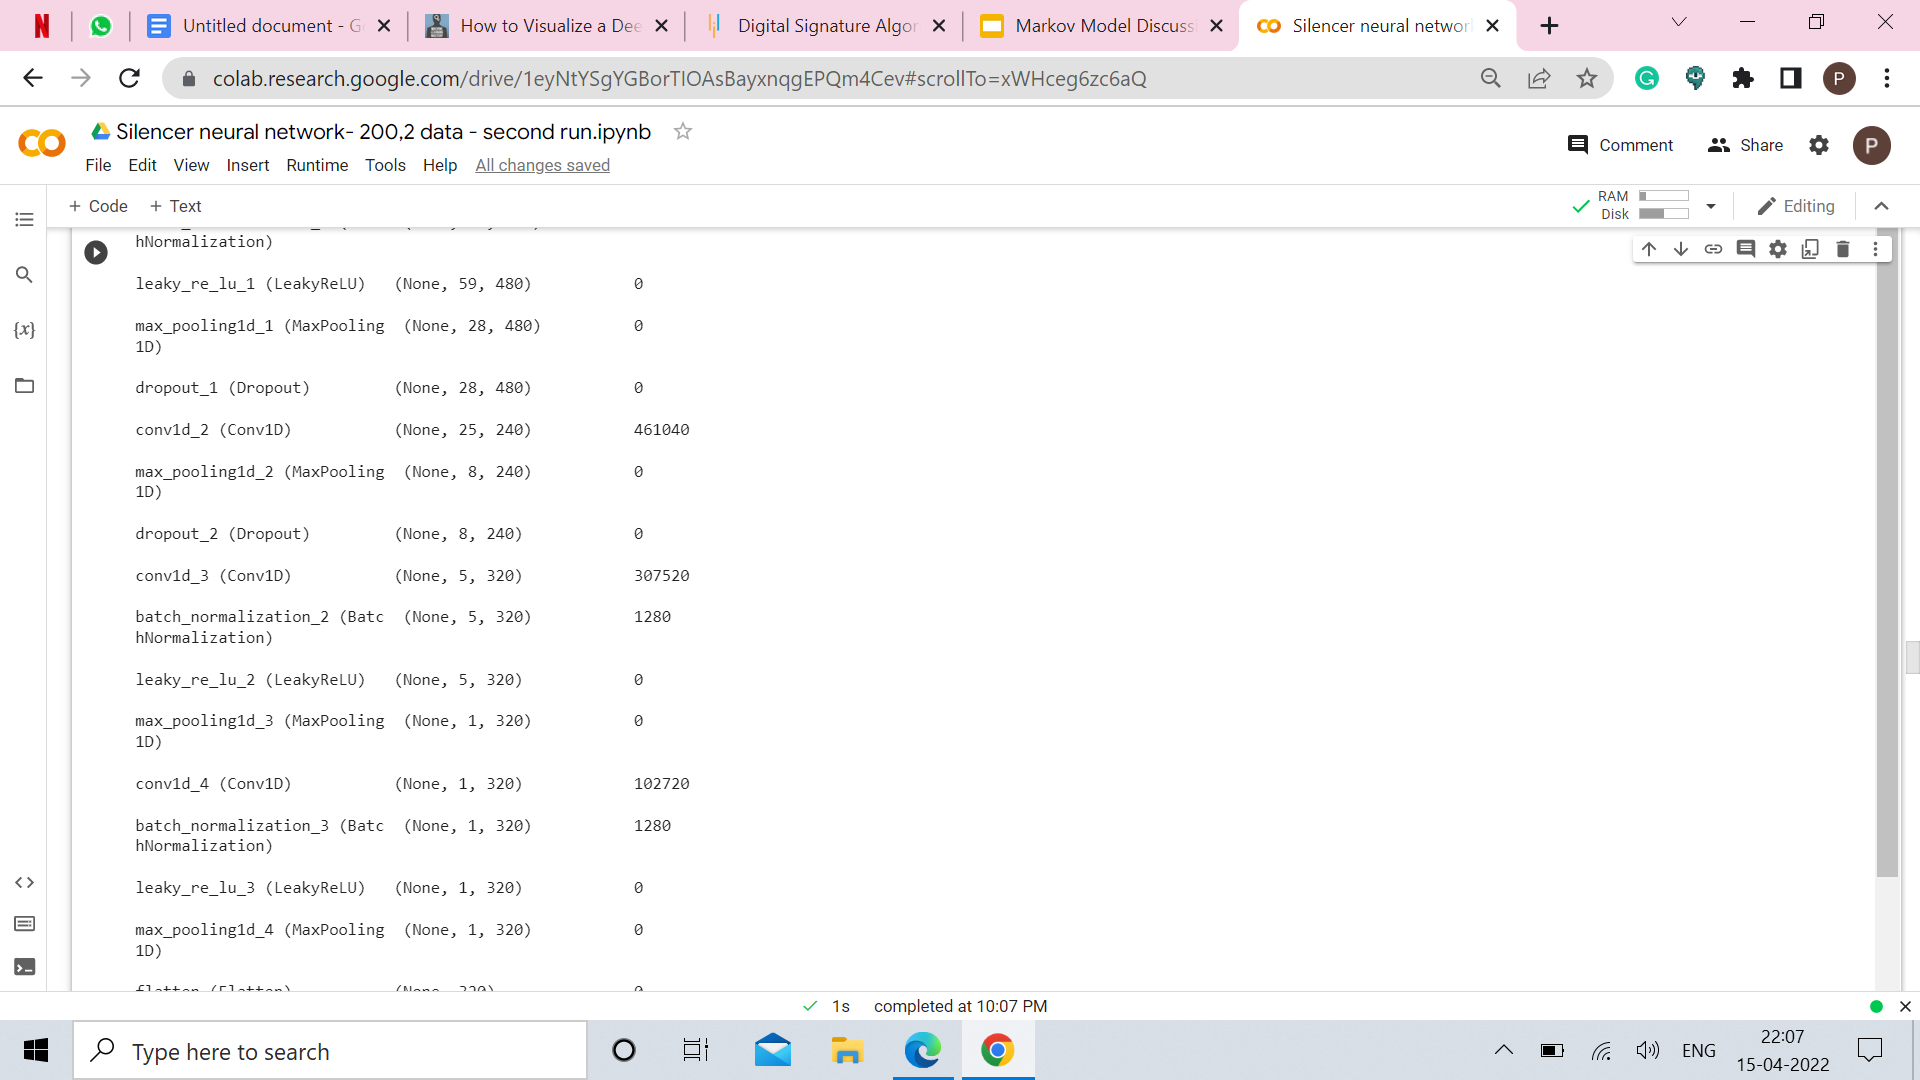 Untitled document - G
How to Visualize a Dee
Digital Signature Algor
Markov Model Discussi
Silencer neural networ
colab.research.google.com/drive/1eyNtYSgYGBorTIOAsBayxnqgEPQm4Cev#scrollTo=xWHceg6zc6aQ
P
Silencer neural network- 200,2 data - second run.ipynb
Comment
Share
P
File Edit View Insert Runtime Tools Help All changes saved
+ Code + Text
RAM
Disk
Editing
hNormalization)
leaky_re_lu_1 (LeakyReLU) (None, 59, 480) 0
max_pooling1d_1 (MaxPooling (None, 28, 480) 0
1D)
dropout_1 (Dropout) (None, 28, 480) 0
conv1d_2 (Conv1D) (None, 25, 240) 461040
max_pooling1d_2 (MaxPooling (None, 8, 240) 0
1D)
dropout_2 (Dropout) (None, 8, 240) 0
conv1d_3 (Conv1D) (None, 5, 320) 307520
batch_normalization_2 (Batc (None, 5, 320) 1280
hNormalization)
leaky_re_lu_2 (LeakyReLU) (None, 5, 320) 0
max_pooling1d_3 (MaxPooling (None, 1, 320) 0
1D)
conv1d_4 (Conv1D) (None, 1, 320) 102720
batch_normalization_3 (Batc (None, 1, 320) 1280
hNormalization)
leaky_re_lu_3 (LeakyReLU) (None, 1, 320) 0
max_pooling1d_4 (MaxPooling (None, 1, 320) 0
1D)
flatten (Flatten) (None, 320) 0
1s completed at 10:07 PM
Type here to search
ENG
22:07
15-04-2022